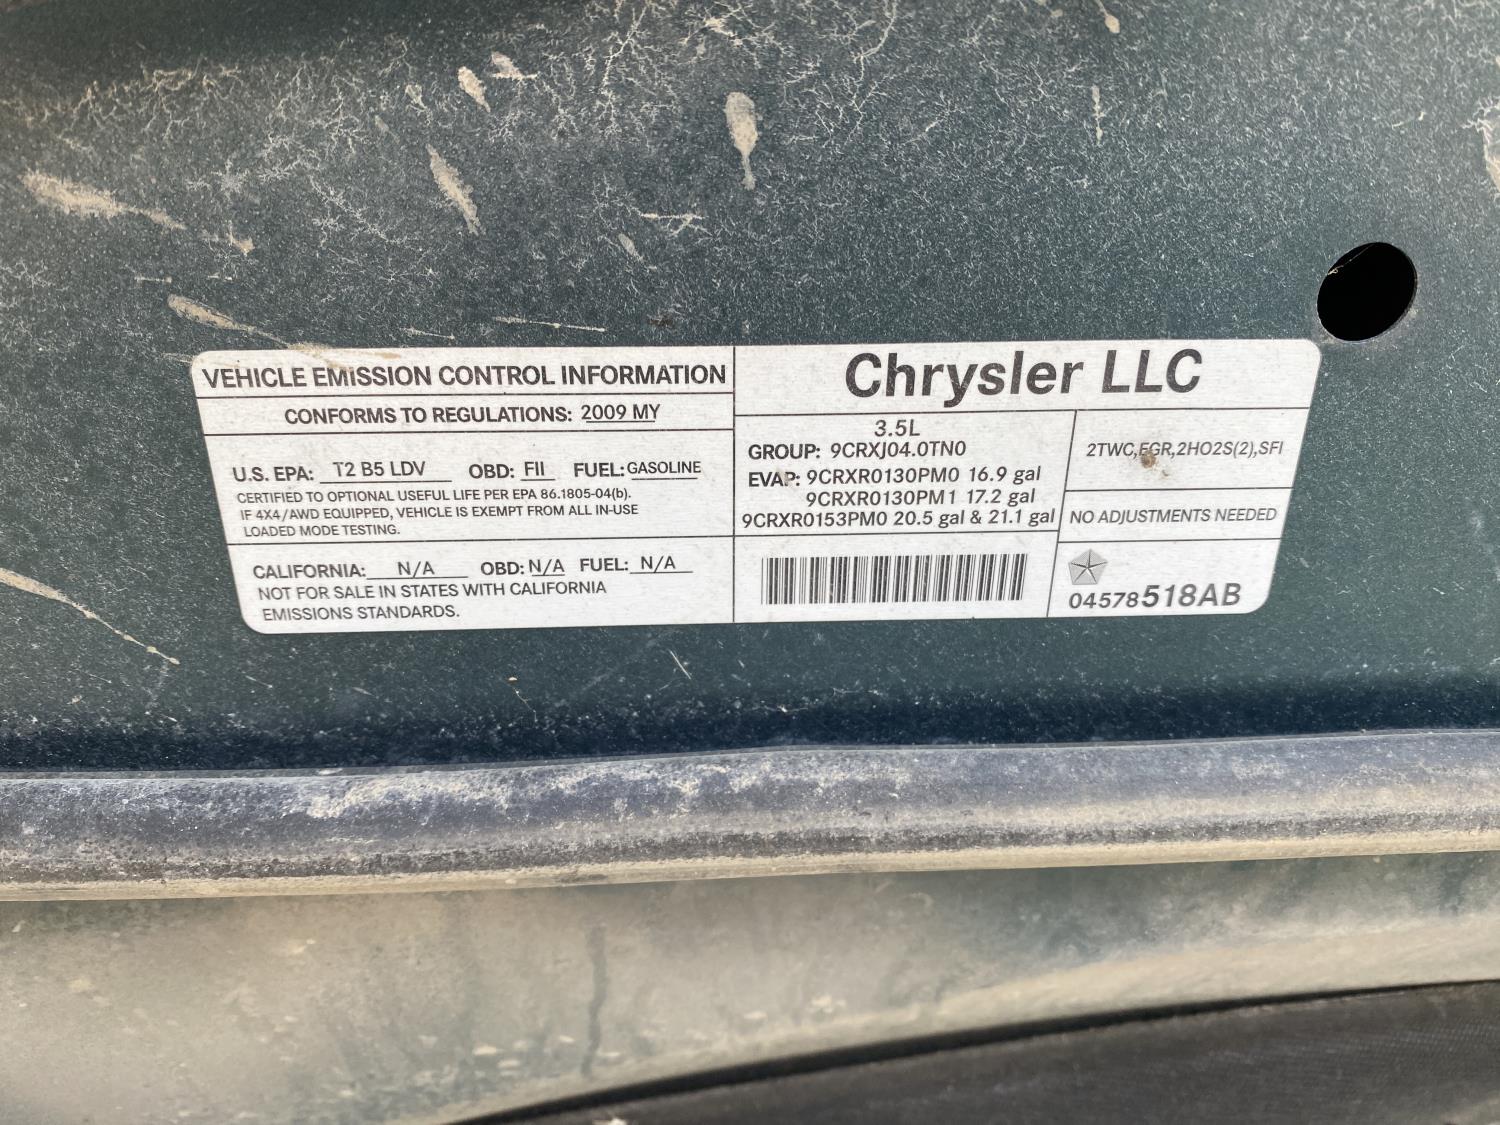 VEHICLE EMISSION CONTROL INFORMATION
CONFORMS TO REGULATIONS: 2009 MY
U.S. EPA: T2 B5 LDV OBD: FII FUEL: GASOLINE
CERTIFIED TO OPTIONAL USEFUL LIFE PER EPA 86.1805-04(b).
IF 4X4/AWD EQUIPPED, VEHICLE IS EXEMPT FROM ALL IN-USE
LOADED MODE TESTING.
CALIFORNIA: N/A OBD: N/A FUEL: N/A
NOT FOR SALE IN STATES WITH CALIFORNIA
EMISSIONS STANDARDS.
Chrysler LLC
3.5L
GROUP: 9CRXJ04.0TN0
EVAP: 9CRXR0130PM0 16.9 gal
9CRXR0130PM1 17.2 gal
9CRXR0153PM0 20.5 gal & 21.1 gal
2TWC,EGR,2HO2S(2),SFI
NO ADJUSTMENTS NEEDED
04578518AB